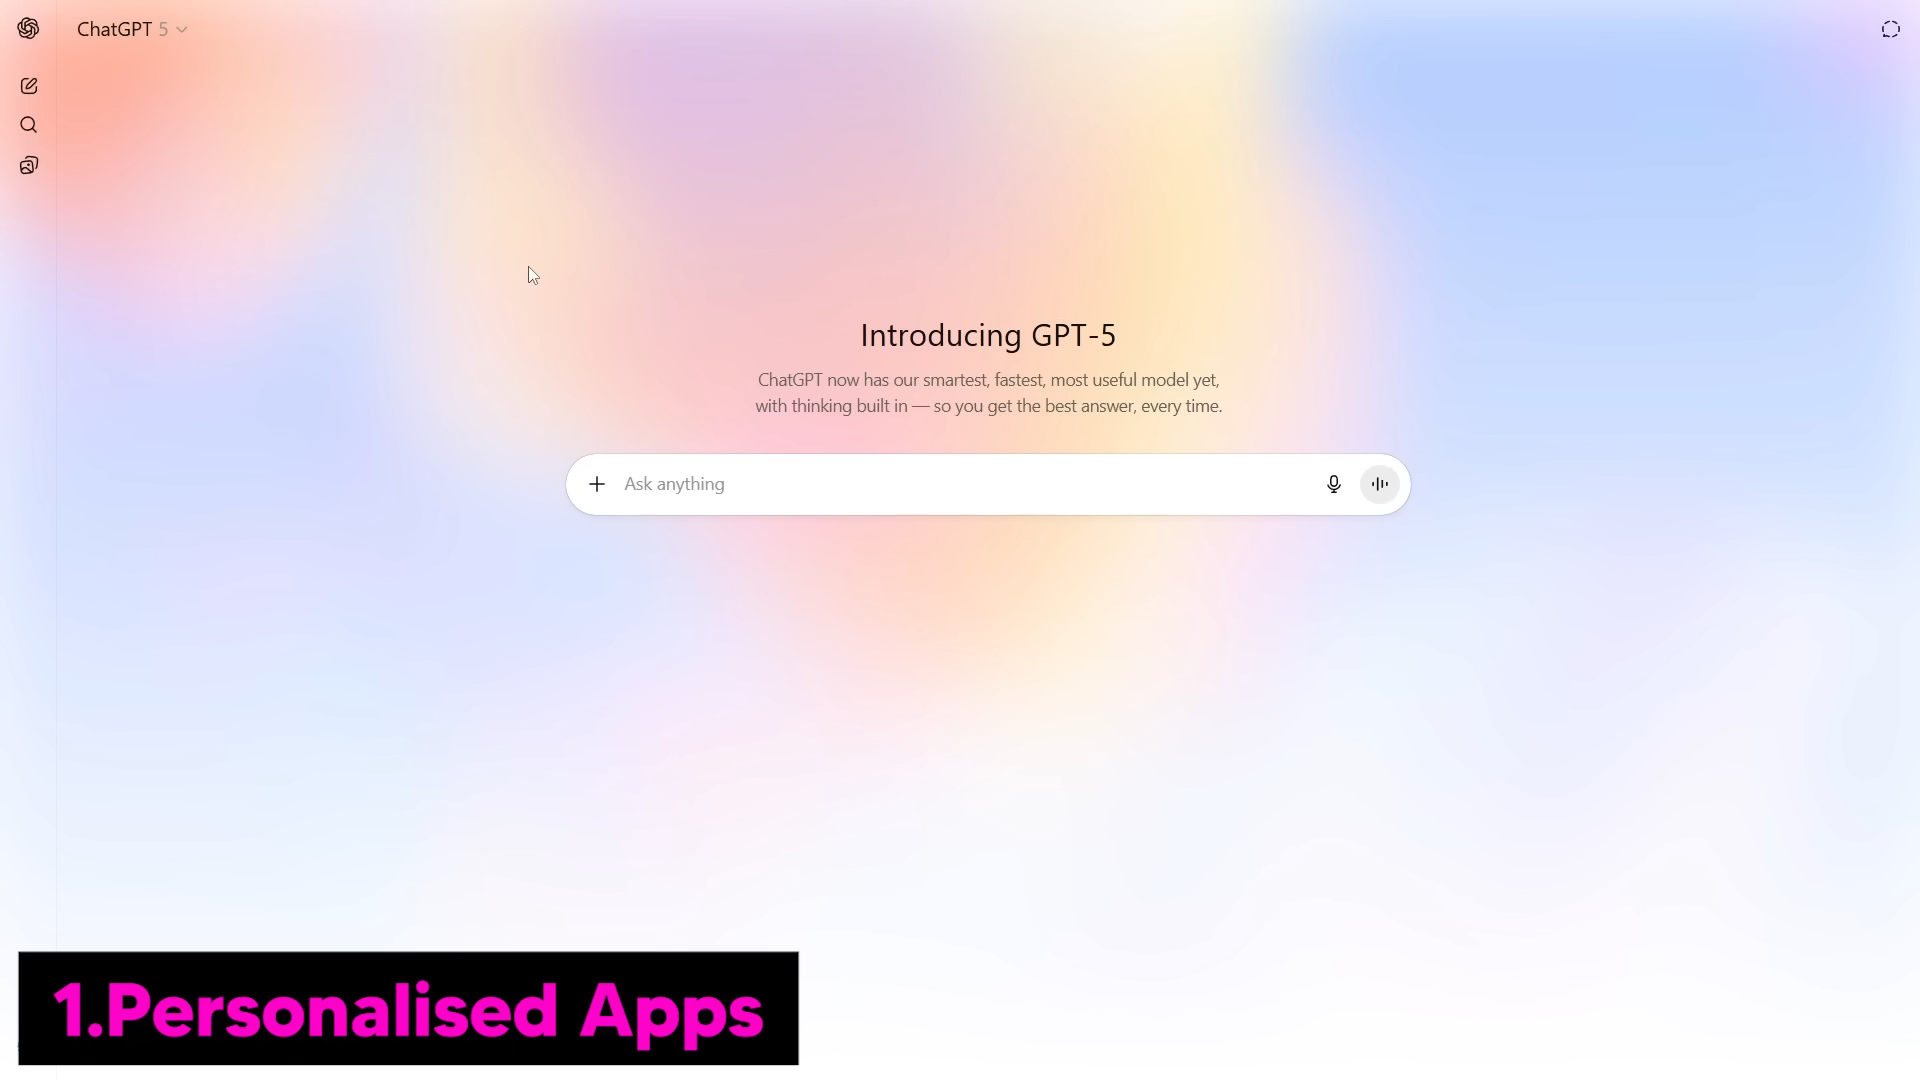 ChatGPT 5
Introducing GPT-5
ChatGPT now has our smartest, fastest, most useful model yet,
with thinking built in — so you get the best answer, every time.
Ask anything
1.Personalised Apps